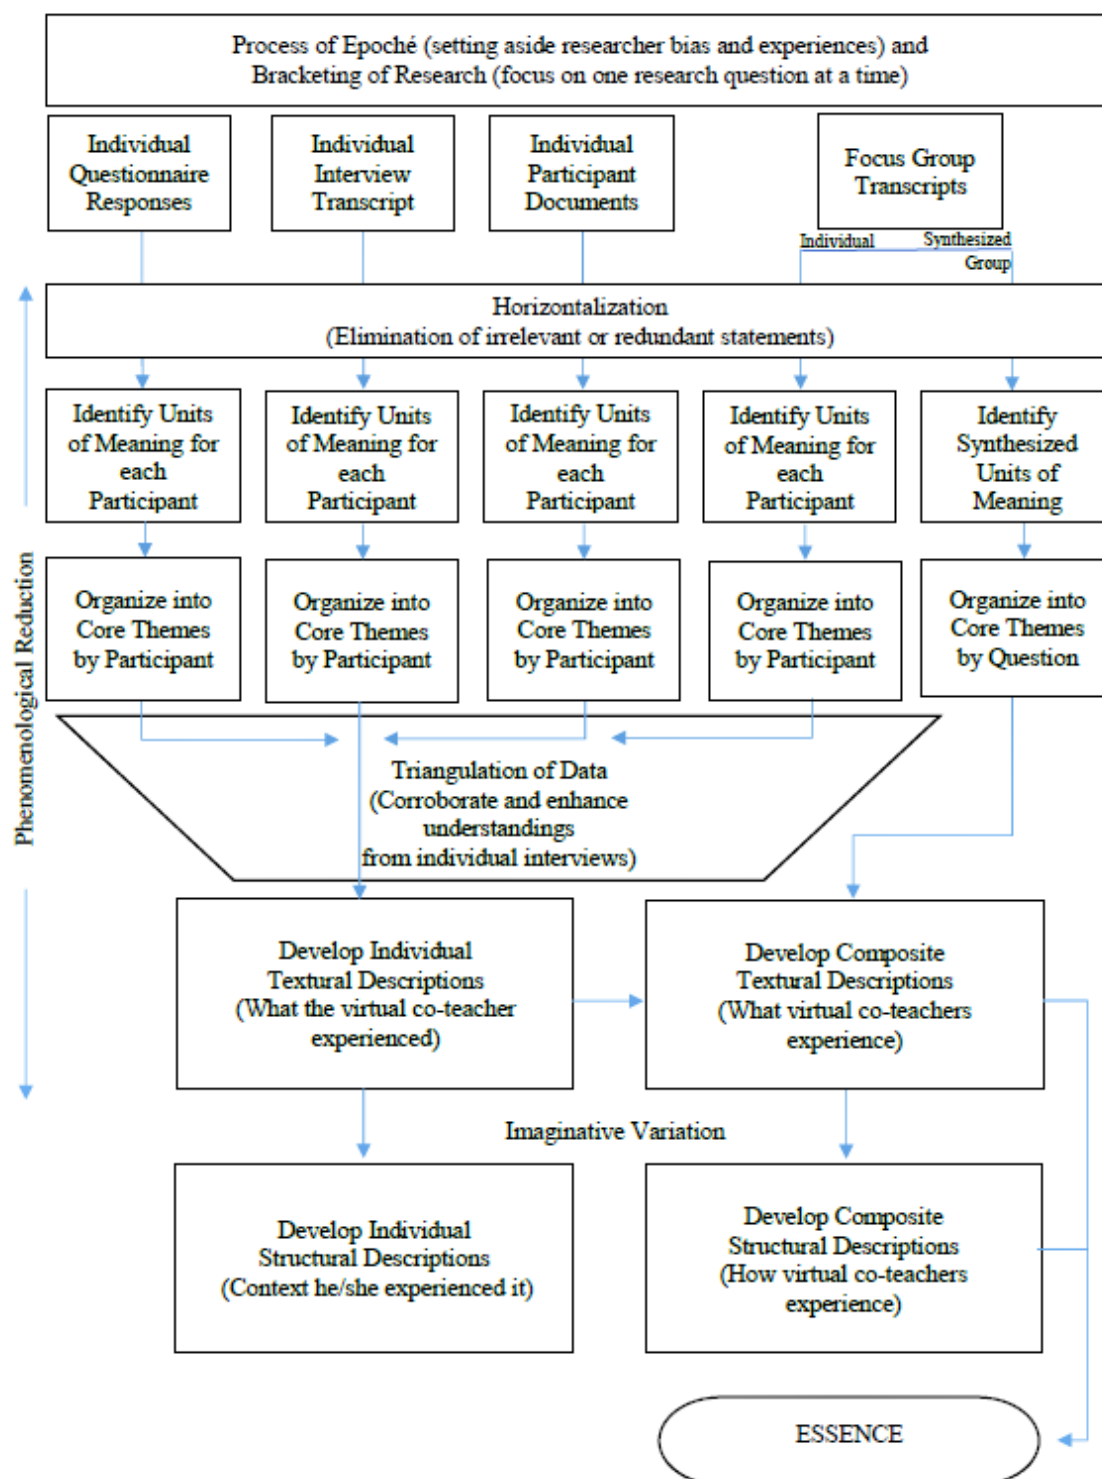 Process of Epoché (setting aside researcher bias and experiences) and
Bracketing of Research (focus on one research question at a time)
Individual
Questionnaire
Responses
Individual
Interview
Transcript
Individual
Participant
Documents
Focus Group
Transcripts
Individual
Synthesized
Group
Horizontalization
(Elimination of irrelevant or redundant statements)
Identify Units
of Meaning for
each
Participant
Identify Units
of Meaning for
each
Participant
Identify Units
of Meaning for
each
Participant
Identify Units
of Meaning for
each
Participant
Identify
Synthesized
Units of
Meaning
Phenomenological Reduction
Organize into
Core Themes
by Participant
Organize into
Core Themes
by Participant
Organize into
Core Themes
by Participant
Organize into
Core Themes
by Participant
Organize into
Core Themes
by Question
Triangulation of Data
(Corroborate and enhance
understandings
from individual interviews)
Develop Individual
Textural Descriptions
(What the virtual co-teacher
experienced)
Develop Composite
Textural Descriptions
(What virtual co-teachers
experience)
Imaginative Variation
Develop Individual
Structural Descriptions
(Context he/she experienced it)
Develop Composite
Structural Descriptions
(How virtual co-teachers
experience)
ESSENCE